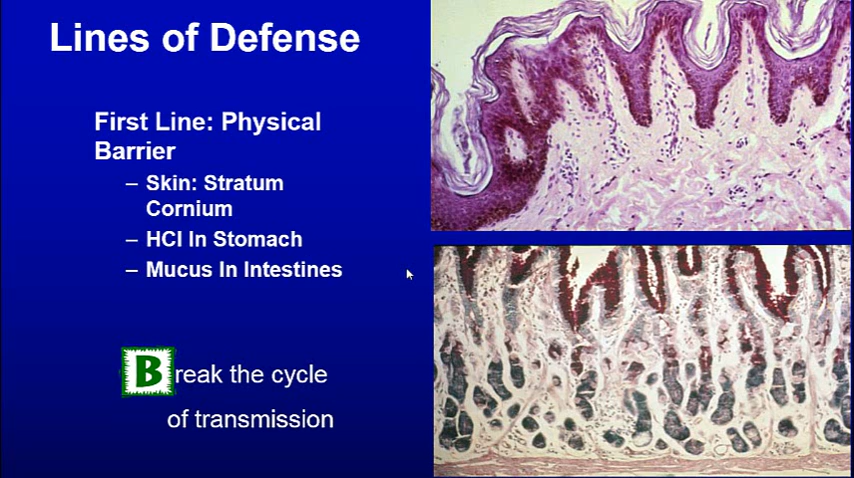 Lines of Defense
First Line: Physical
Barrier
– Skin: Stratum
Cornium
– HCl In Stomach
– Mucus In Intestines
Break the cycle
of transmission